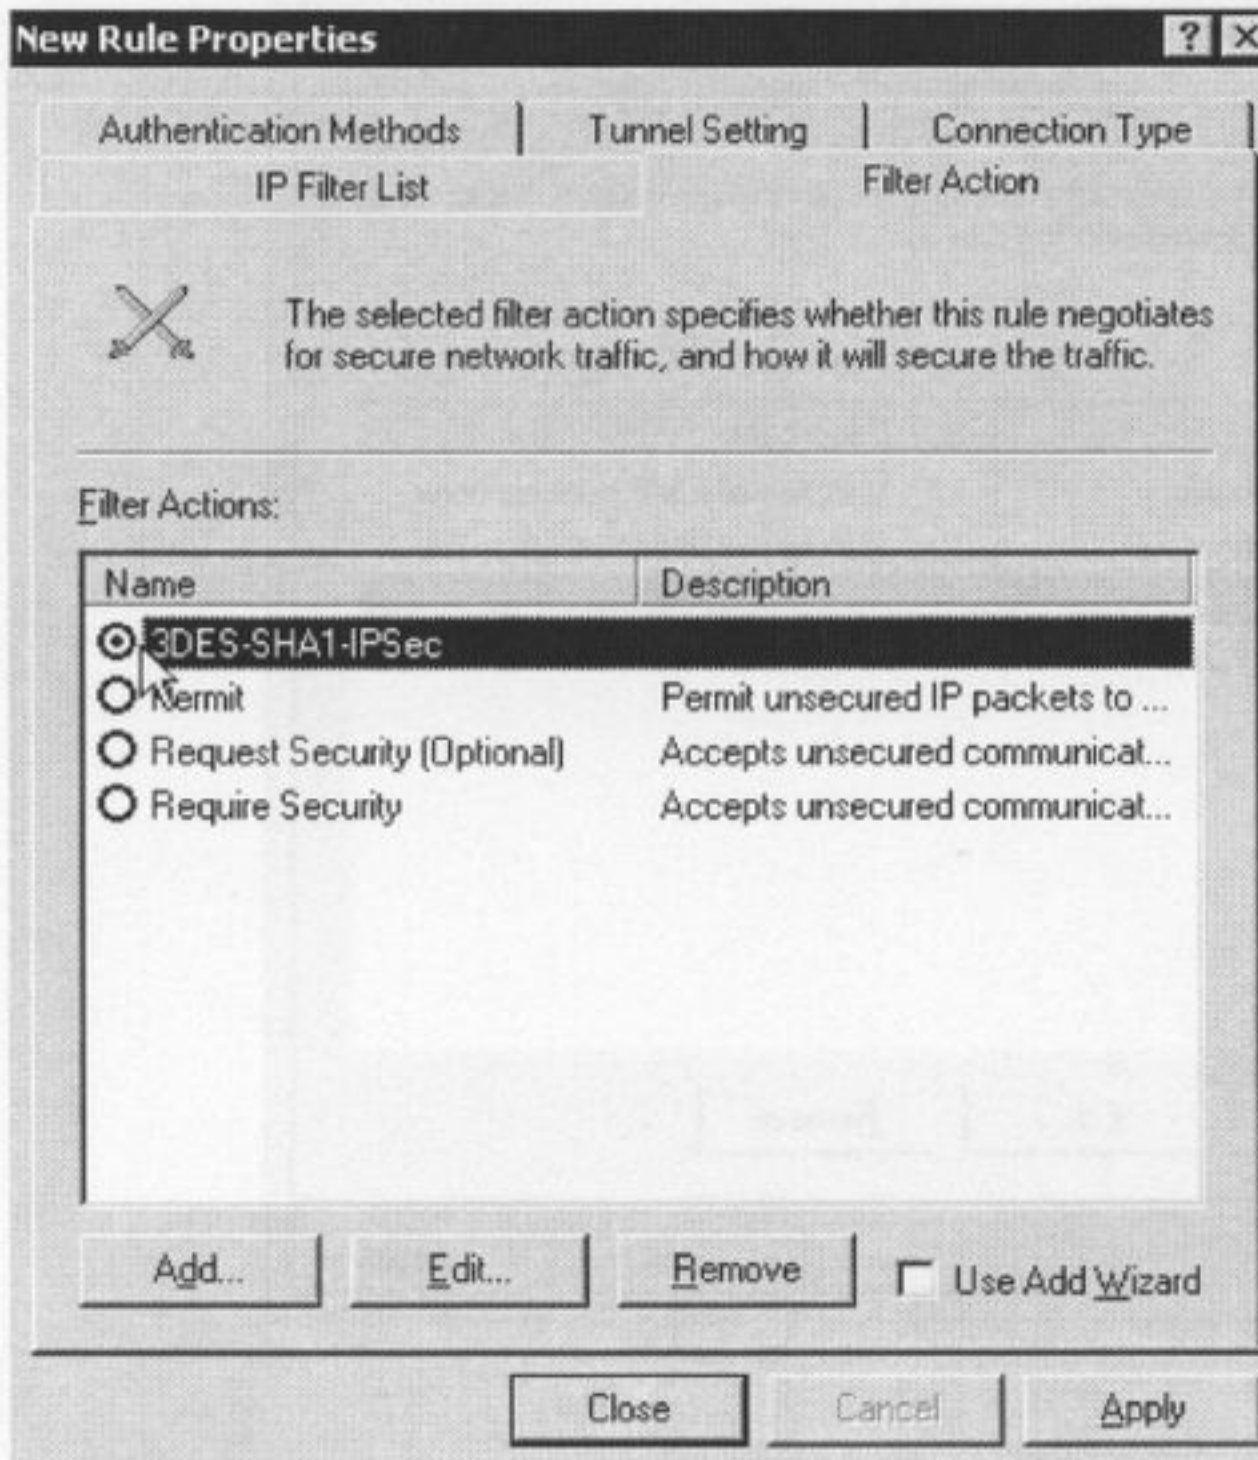 New Rule Properties
Authentication Methods Tunnel Setting Connection Type
IP Filter List Filter Action
The selected filter action specifies whether this rule negotiates
for secure network traffic, and how it will secure the traffic.
Filter Actions:
Name Description
3DES-SHA1-IPSec
Permit Permit unsecured IP packets to ...
Request Security (Optional) Accepts unsecured communicat...
Require Security Accepts unsecured communicat...
Add... Edit... Remove Use Add Wizard
Close Cancel Apply